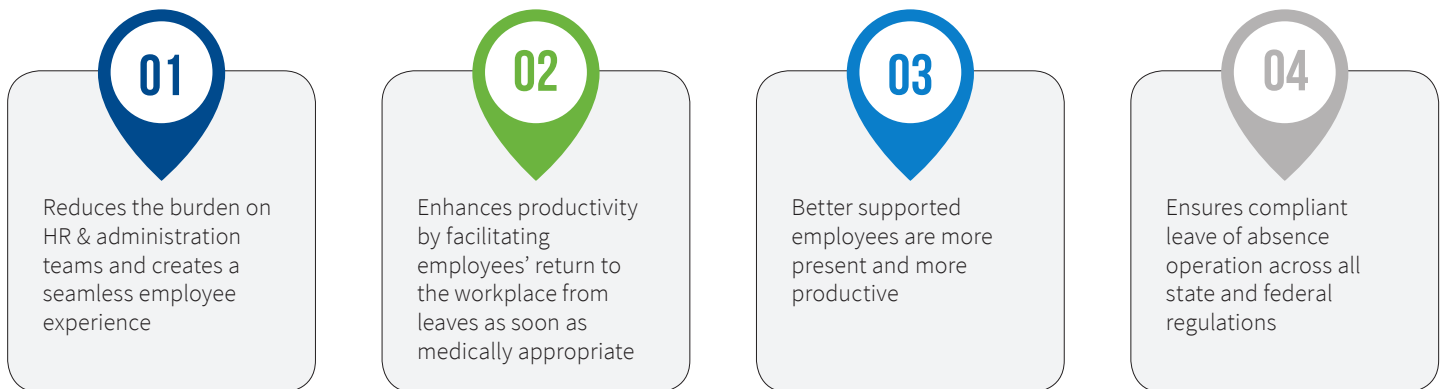 01
Reduces the burden on
HR & administration
teams and creates a
seamless employee
experience
02
Enhances productivity
by facilitating
employees’ return to
the workplace from
leaves as soon as
medically appropriate
03
Better supported
employees are more
present and more
productive
04
Ensures compliant
leave of absence
operation across all
state and federal
regulations